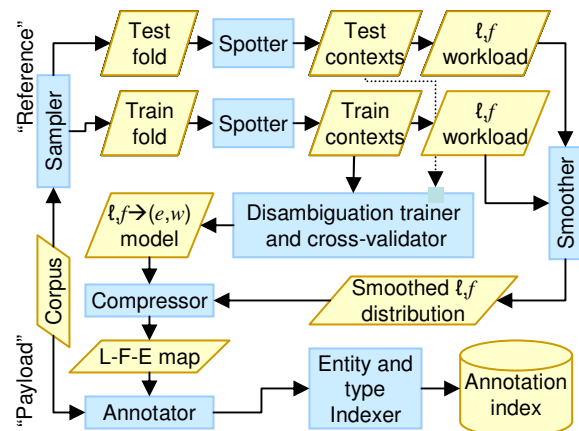 “Reference”
Sampler
Test
fold
Spotter
Test
contexts
ℓ,f
workload
Train
fold
Spotter
Train
contexts
ℓ,f
workload
Smoother
ℓ,f→(e,w)
model
Disambiguation trainer
and cross-validator
Corpus
Compressor
Smoothed ℓ,f
distribution
L-F-E map
“Payload”
Annotator
Entity and
type
Indexer
Annotation
index